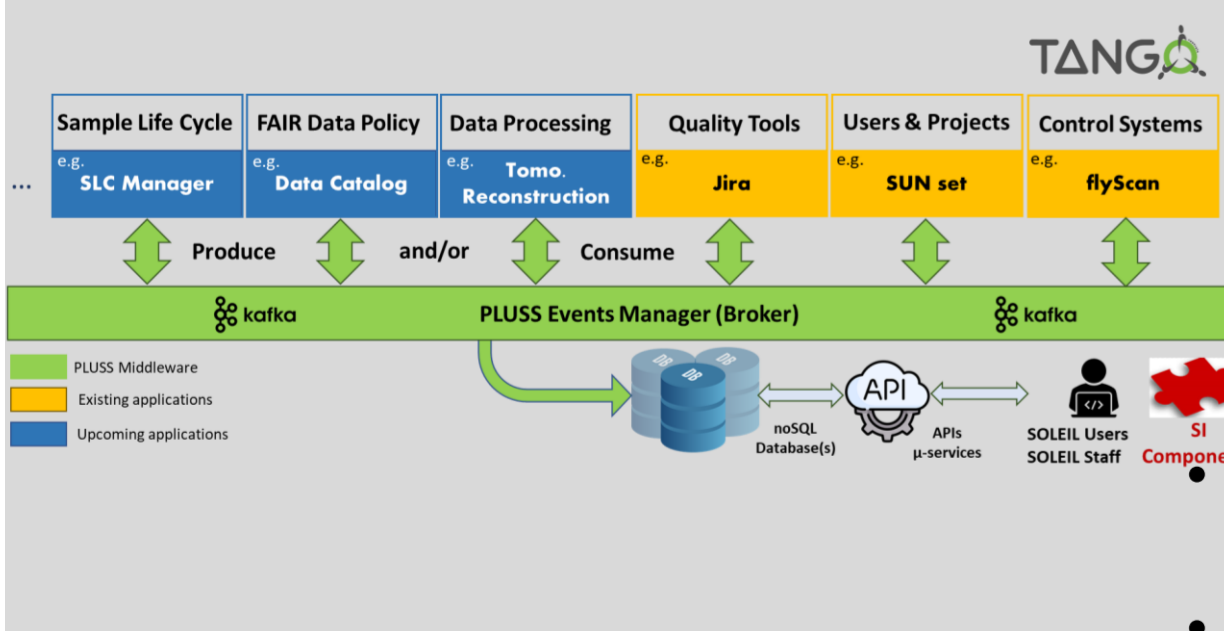 TANGO
Sample Life Cycle
FAIR Data Policy
Data Processing
Quality Tools
Users & Projects
Control Systems
...
e.g.
SLC Manager
e.g.
Data Catalog
e.g.
Tomo.
Reconstruction
e.g.
Jira
e.g.
SUN set
e.g.
flyScan
Produce
and/or
Consume
kafka
PLUSS Events Manager (Broker)
kafka
PLUSS Middleware
Existing applications
Upcoming applications
DB
DB
DB
noSQL
Database(s)
API
APIs
µ-services
</>
SOLEIL Users
SOLEIL Staff
SI
Compone